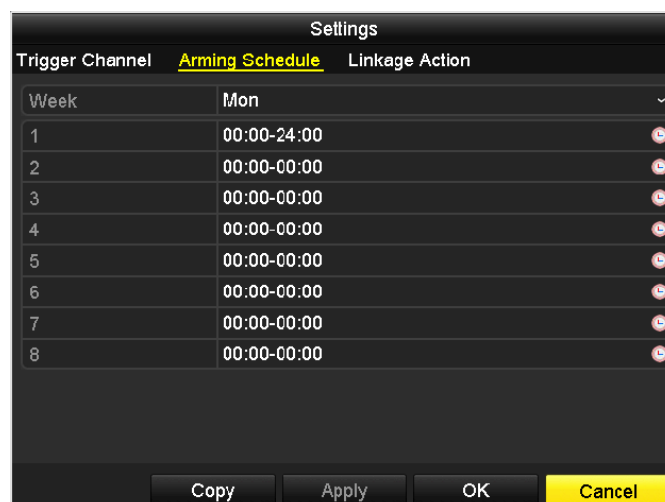 Settings
Trigger Channel Arming Schedule Linkage Action
Week Mon
1 00:00-24:00
2 00:00-00:00
3 00:00-00:00
4 00:00-00:00
5 00:00-00:00
6 00:00-00:00
7 00:00-00:00
8 00:00-00:00
Copy Apply OK Cancel